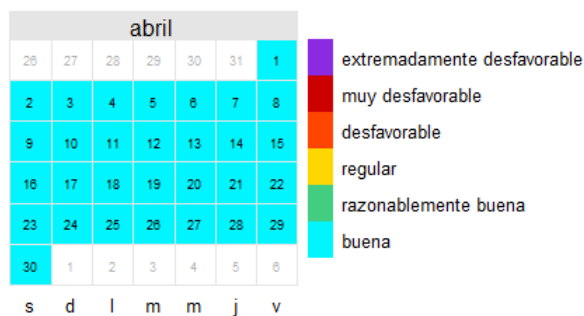 abril
26 27 28 29 30 31 1
2 3 4 5 6 7 8
9 10 11 12 13 14 15
16 17 18 19 20 21 22
23 24 25 26 27 28 29
30 1 2 3 4 5 6
s d l m m j v
extremadamente desfavorable
muy desfavorable
desfavorable
regular
razonablemente buena
buena